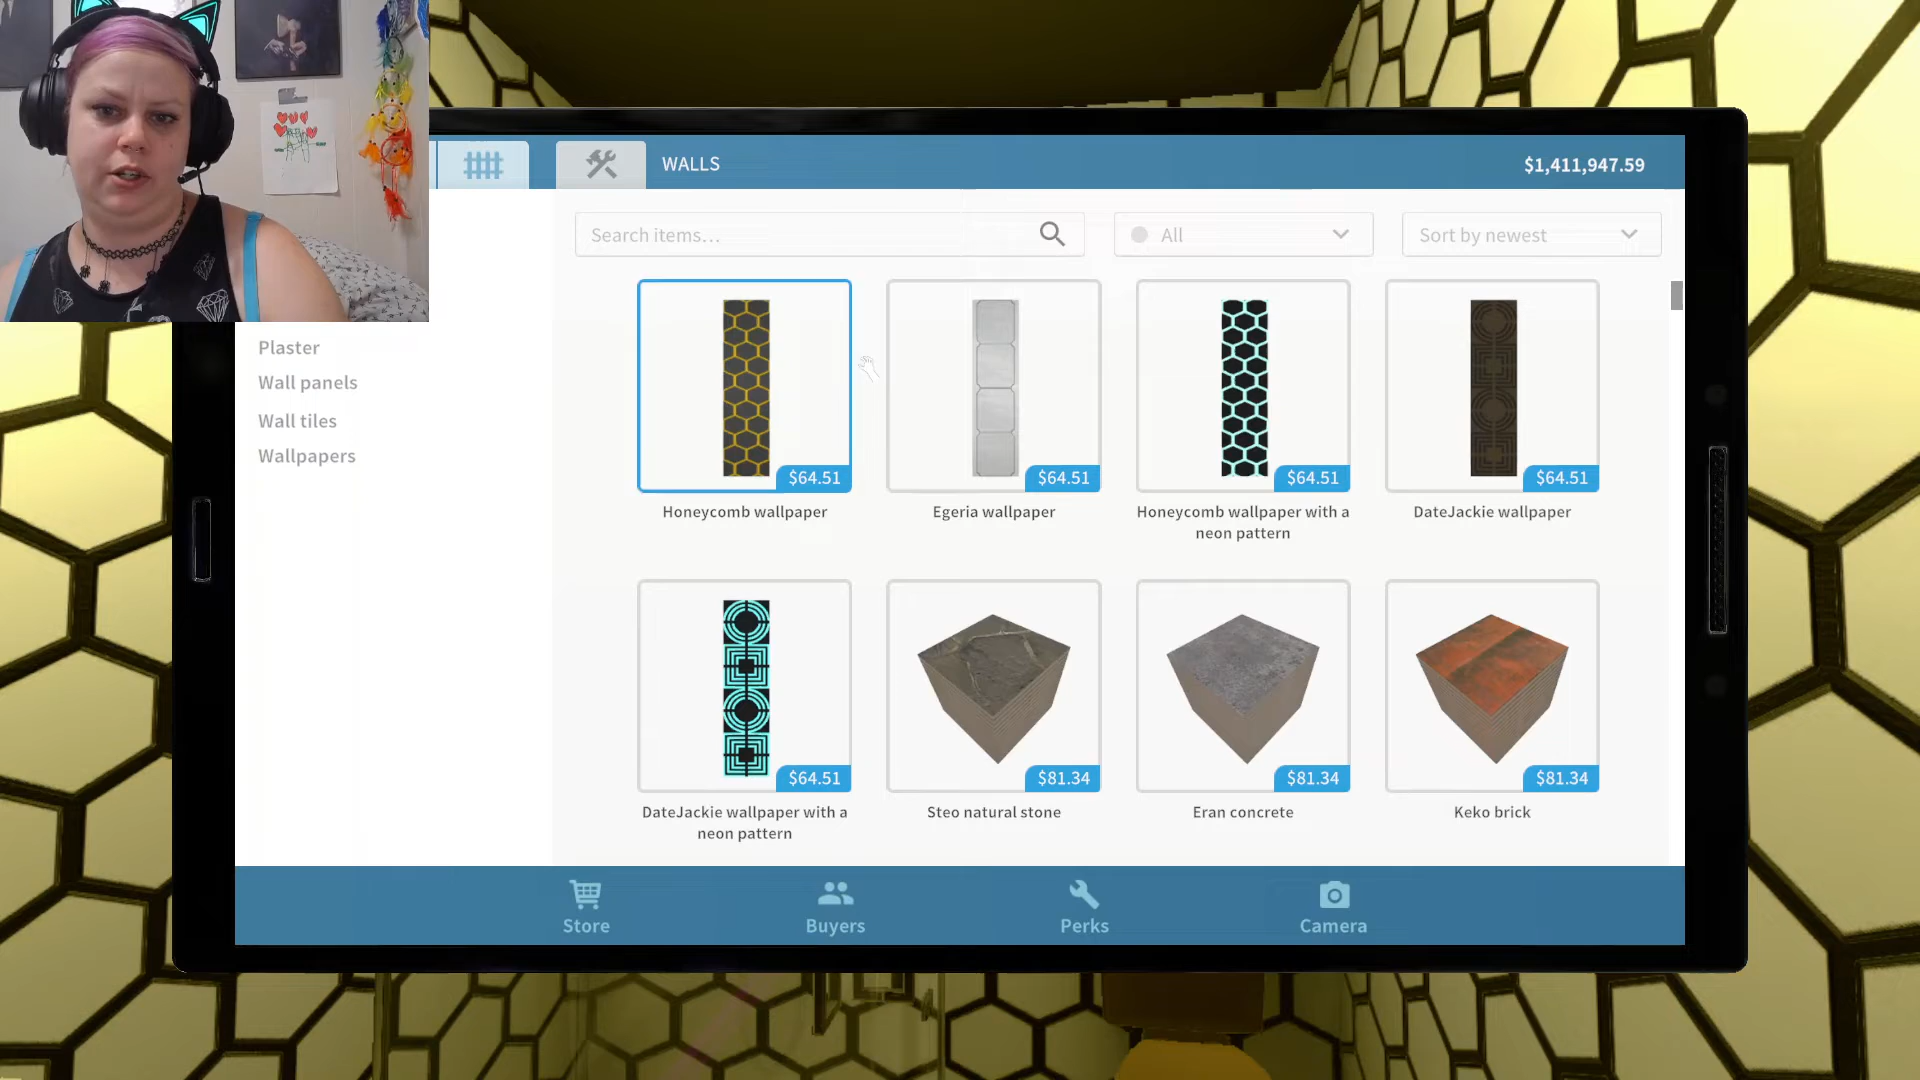 WALLS
$1,411,947.59
Search items...
All
Sort by newest
Plaster
Wall panels
Wall tiles
Wallpapers
$64.51
$64.51
$64.51
$64.51
Honeycomb wallpaper
Egeria wallpaper
Honeycomb wallpaper with a
neon pattern
DateJackie wallpaper
$64.51
$81.34
$81.34
$81.34
DateJackie wallpaper with a
neon pattern
Steo natural stone
Eran concrete
Keko brick
Store
Buyers
Perks
Camera